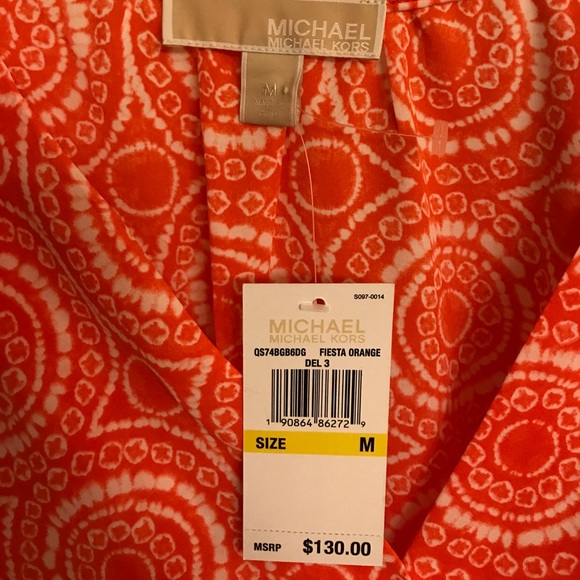 MICHAEL
MICHAEL KORS
M
S097-0014
MICHAEL
MICHAEL KORS
QS74BGB6DG FIESTA ORANGE
DEL 3
1 90864 86272 9
SIZE M
MSRP $130.00